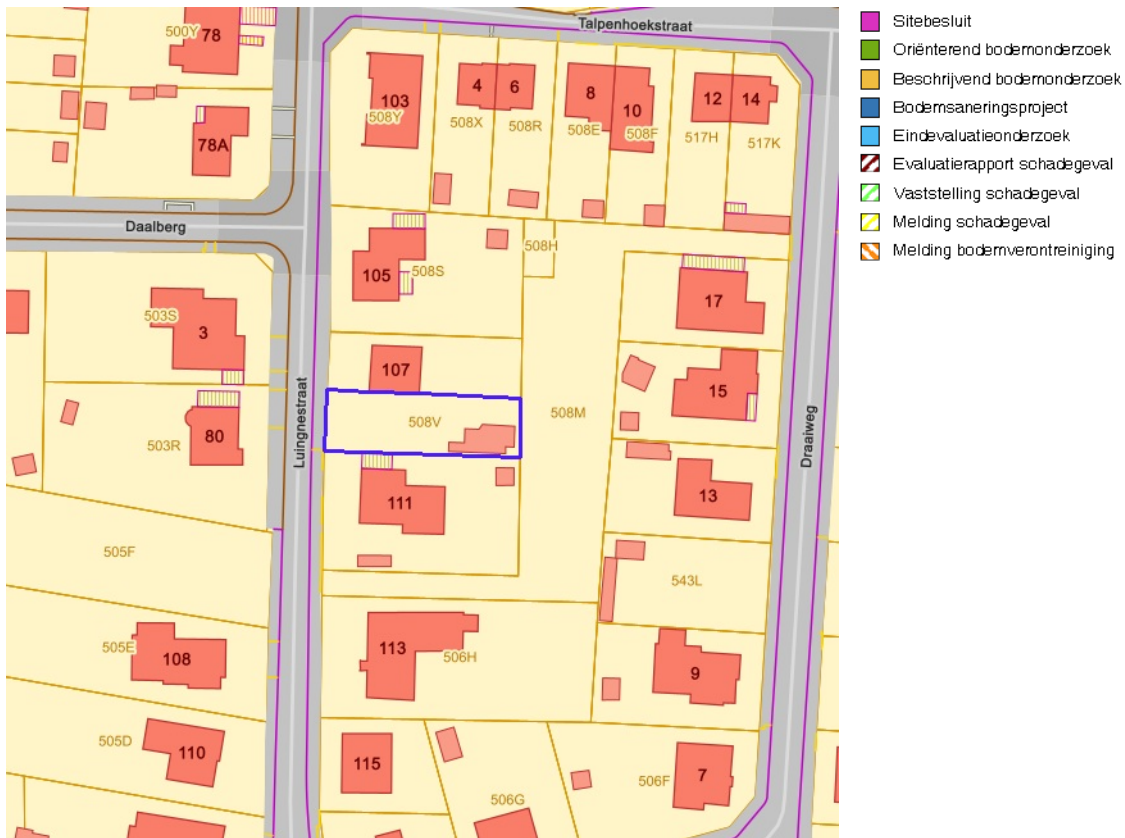 Talpenhoekstraat
500Y
78
78A
103
508Y
4
6
508X
508R
8
10
508E
508F
12
14
517H
517K
Daalberg
105
508S
508H
17
503S
3
107
15
508V
508M
503R
80
Luingnestraat
Draaiweg
111
13
505F
543L
505E
108
113
506H
9
505D
110
115
506G
506F
7
Sitebesluit
Oriënterend bodemonderzoek
Beschrijvend bodemonderzoek
Bodemsaneringsproject
Eindevaluatieonderzoek
Evaluatierapport schadegeval
Vaststelling schadegeval
Melding schadegeval
Melding bodemverontreiniging